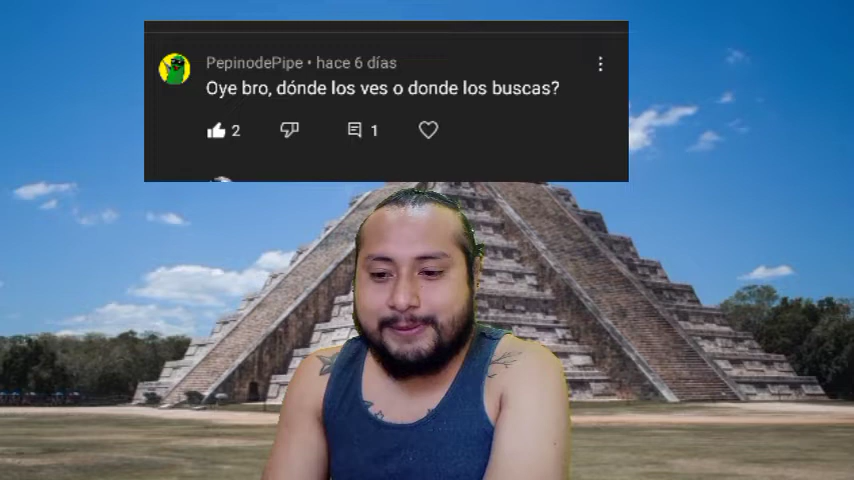 PepinodePipe • hace 6 días
Oye bro, dónde los ves o donde los buscas?
2 1